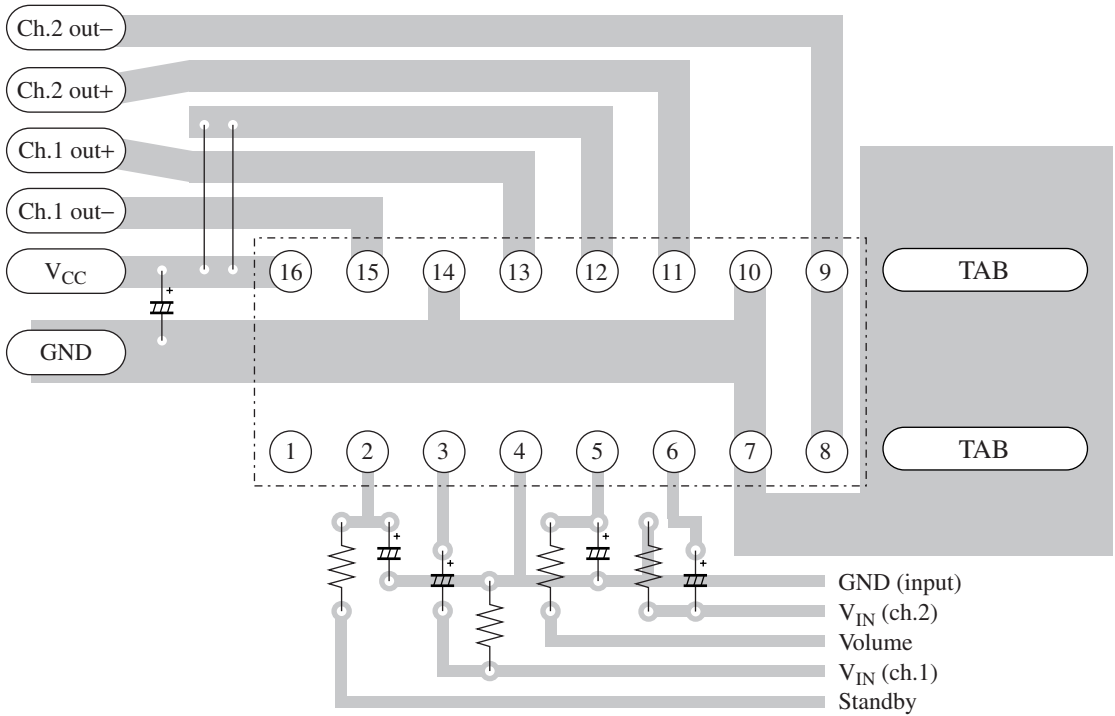 Ch.2 out−
Ch.2 out+
Ch.1 out+
Ch.1 out−
VCC
GND
16 15 14 13 12 11 10 9
TAB
+
1 2 3 4 5 6 7 8
TAB
+ + + +
GND (input)
VIN (ch.2)
Volume
VIN (ch.1)
Standby